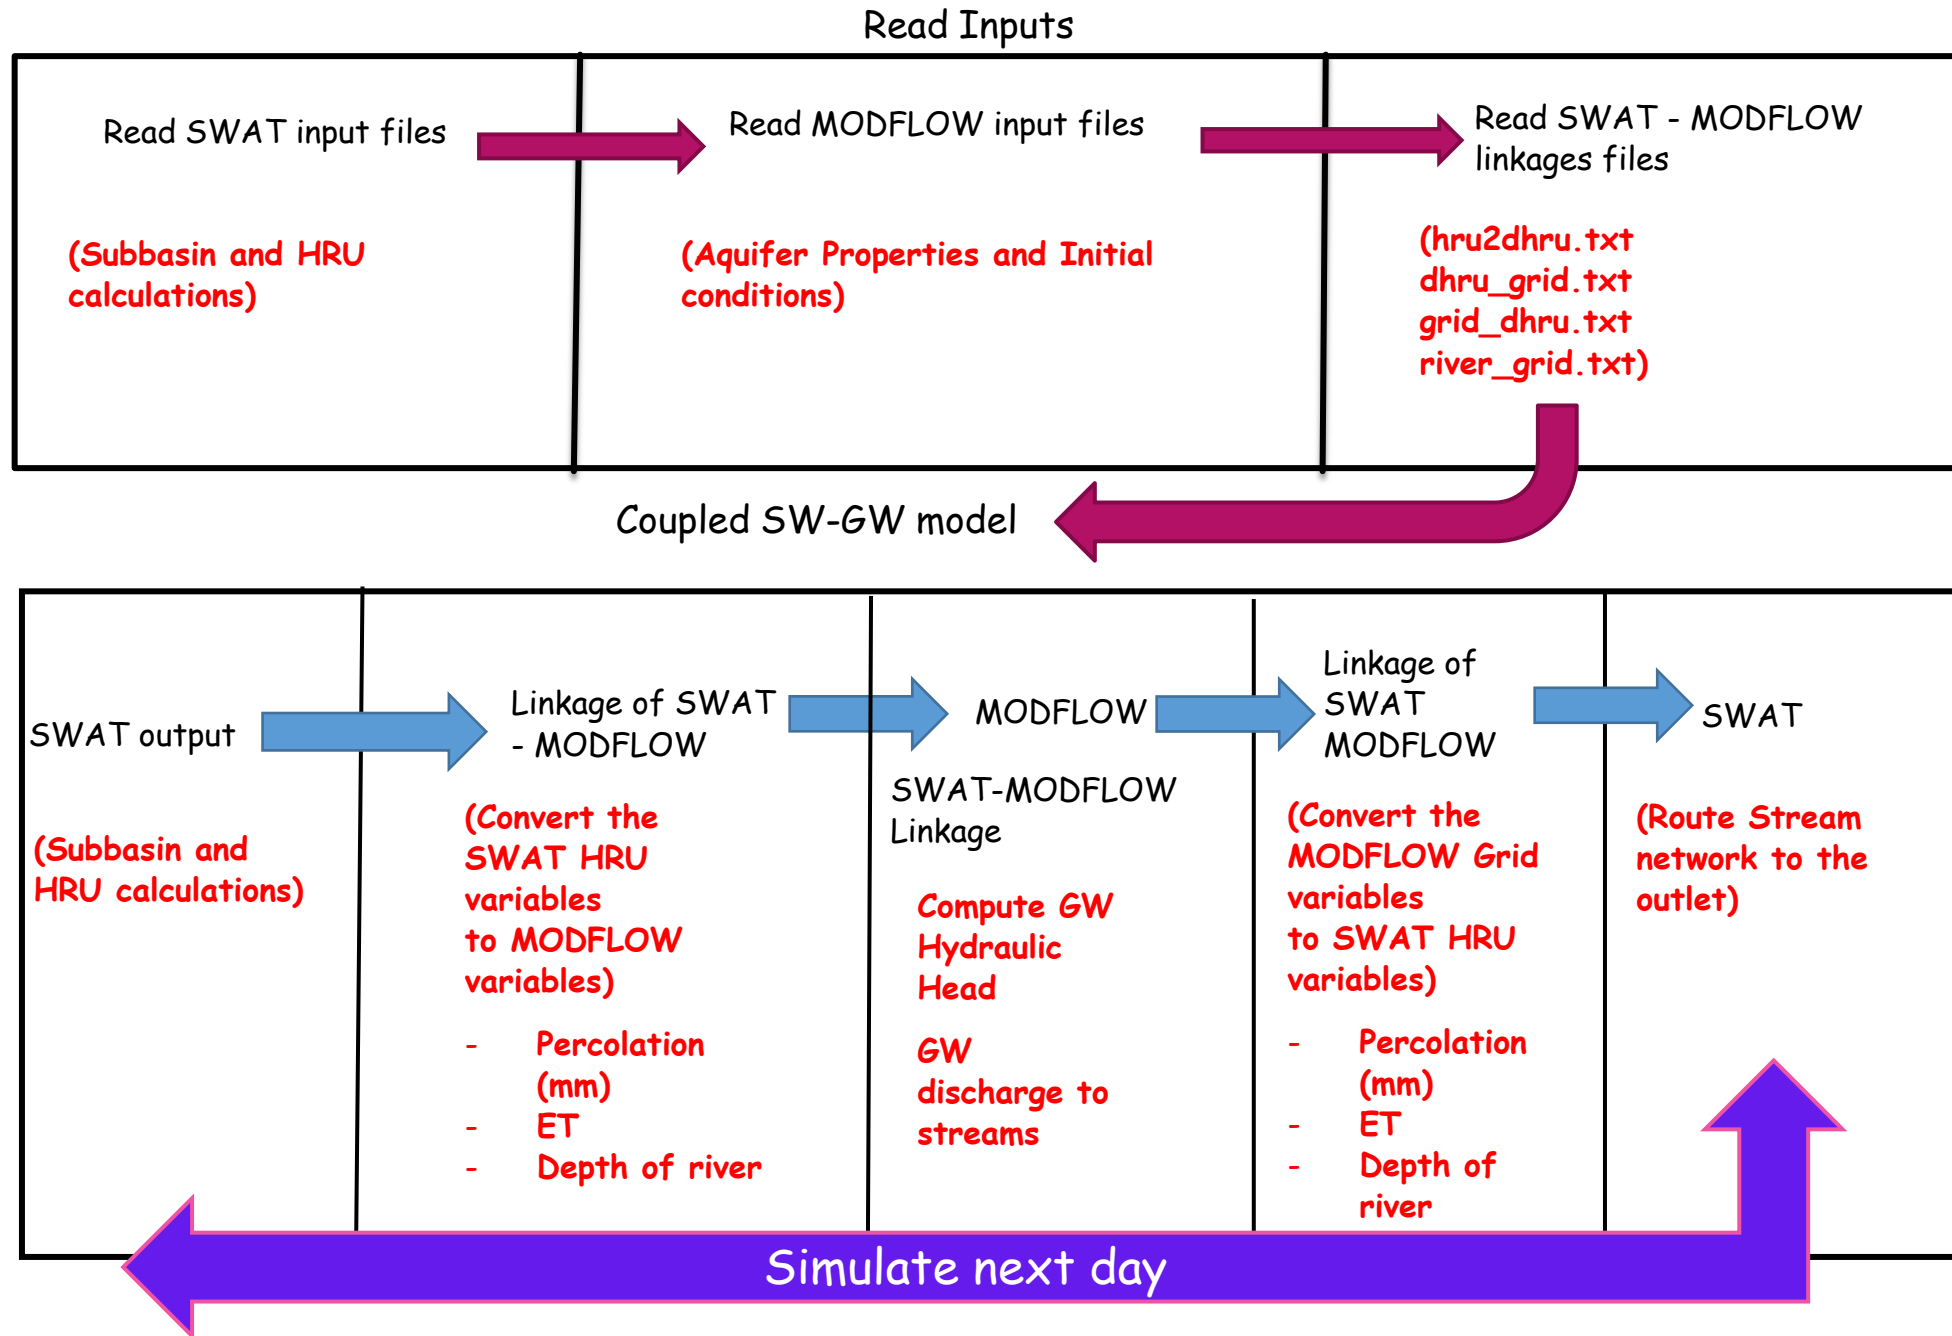 Read Inputs
Read SWAT input files
(Subbasin and HRU
calculations)
Read MODFLOW input files
(Aquifer Properties and Initial
conditions)
Read SWAT - MODFLOW
linkages files
(hru2dhru.txt
dhru_grid.txt
grid_dhru.txt
river_grid.txt)
Coupled SW-GW model
SWAT output
(Subbasin and
HRU calculations)
Linkage of SWAT
- MODFLOW
(Convert the
SWAT HRU
variables
to MODFLOW
variables)
- Percolation
(mm)
- ET
- Depth of river
MODFLOW
SWAT-MODFLOW
Linkage
Compute GW
Hydraulic
Head
GW
discharge to
streams
Linkage of
SWAT
MODFLOW
(Convert the
MODFLOW Grid
variables
to SWAT HRU
variables)
- Percolation
(mm)
- ET
- Depth of
river
SWAT
(Route Stream
network to the
outlet)
Simulate next day